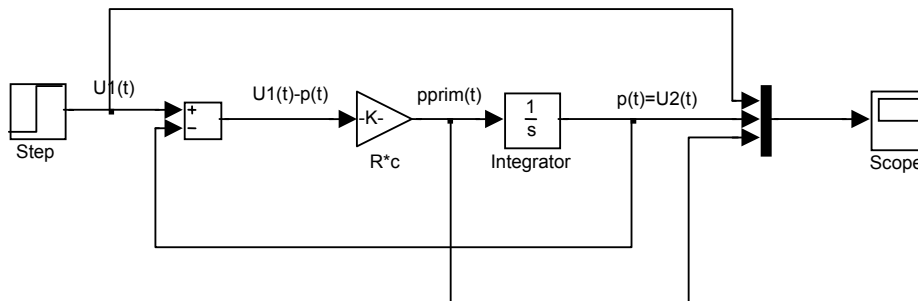 U1(t)
+
−
U1(t)-p(t)
-K-
pprim(t)
1
s
p(t)=U2(t)
Step
R*c
Integrator
Scope